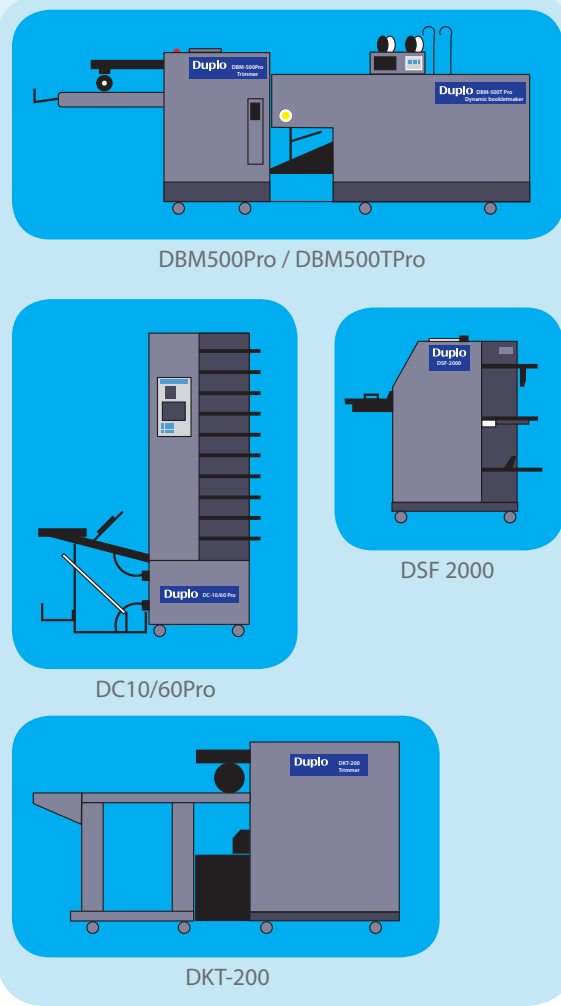 Duplo DBM-500Pro
Trimmer
Duplo DBM-500T Pro
Dynamic bookletmaker
DBM500Pro / DBM500TPro
Duplo
DSF-2000
DSF 2000
Duplo DC-10/60 Pro
DC10/60Pro
Duplo DKT-200
Trimmer
DKT-200